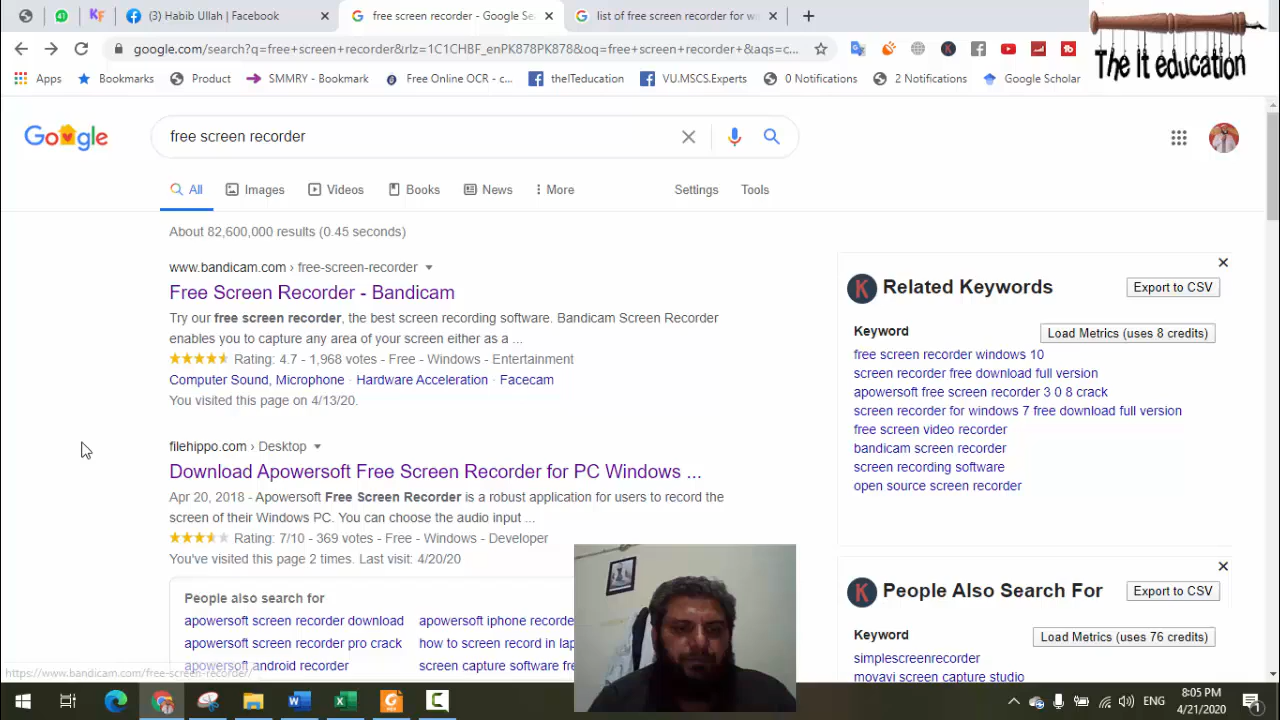 (3) Habib Ullah | Facebook
free screen recorder - Google Se
list of free screen recorder for w
google.com/search?q=free+screen+recorder&rlz=1C1CHBF_enPK878PK878&oq=free+screen+recorder+&aqs=c...
The It education
Apps
Bookmarks
Product
SMMRY - Bookmark
Free Online OCR - c...
theITeducation
VU.MSCS.Experts
0 Notifications
2 Notifications
Google Scholar
Google
free screen recorder
All
Images
Videos
Books
News
More
Settings
Tools
About 82,600,000 results (0.45 seconds)
www.bandicam.com › free-screen-recorder
Free Screen Recorder - Bandicam
Try our free screen recorder, the best screen recording software. Bandicam Screen Recorder
enables you to capture any area of your screen either as a ...
Rating: 4.7 - 1,968 votes - Free - Windows - Entertainment
Computer Sound, Microphone · Hardware Acceleration · Facecam
You visited this page on 4/13/20.
filehippo.com › Desktop
Download Apowersoft Free Screen Recorder for PC Windows ...
Apr 20, 2018 - Apowersoft Free Screen Recorder is a robust application for users to record the
screen of their Windows PC. You can choose the audio input ...
Rating: 7/10 - 369 votes - Free - Windows - Developer
You've visited this page 2 times. Last visit: 4/20/20
People also search for
apowersoft screen recorder download
apowersoft iphone recorde
apowersoft screen recorder pro crack
how to screen record in lap
apowersoft android recorder
screen capture software fre
Related Keywords
Export to CSV
Keyword
Load Metrics (uses 8 credits)
free screen recorder windows 10
screen recorder free download full version
apowersoft free screen recorder 3 0 8 crack
screen recorder for windows 7 free download full version
free screen video recorder
bandicam screen recorder
screen recording software
open source screen recorder
People Also Search For
Export to CSV
Keyword
Load Metrics (uses 76 credits)
simplescreenrecorder
movavi screen capture studio
https://www.bandicam.com/free-screen-recorder/
ENG
8:05 PM
4/21/2020